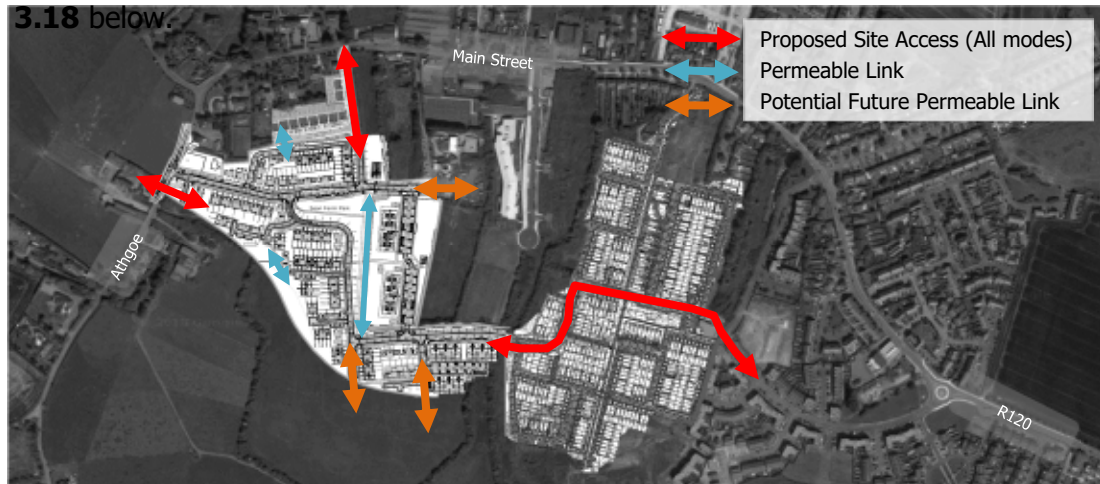 3.18 below.
Main Street
Proposed Site Access (All modes)
Permeable Link
Potential Future Permeable Link
Athgoe
R120